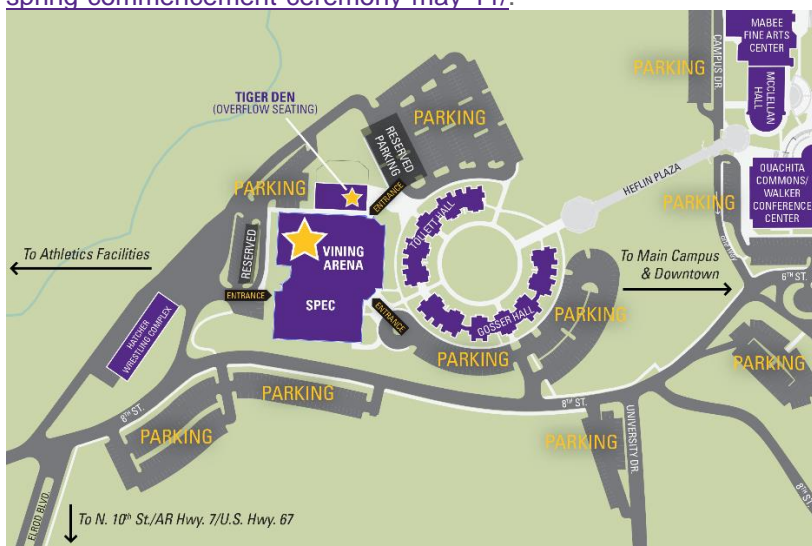 spring-commencement-ceremony-may-11/.
MABEE
FINE ARTS
CENTER
CAMPUS DR.
PARKING
MCCLELLAN
HALL
TIGER DEN
(OVERFLOW SEATING)
PARKING
RESERVED
PARKING
OUACHITA
COMMONS/
WALKER
CONFERENCE
CENTER
HEFLIN PLAZA
PARKING
PARKING
ENTRANCE
TOLLETT HALL
To Athletics Facilities
RESERVED
VINING
ARENA
To Main Campus
& Downtown
6TH ST.
ENTRANCE
SPEC
ENTRANCE
GOSSER HALL
PARKING
HATCHER
WRESTLING COMPLEX
PARKING
PARKING
PARKING
8TH ST.
8TH ST.
8TH ST.
PARKING
PARKING
UNIVERSITY DR.
ELROD BLVD.
To N. 10th St./AR Hwy. 7/U.S. Hwy. 67